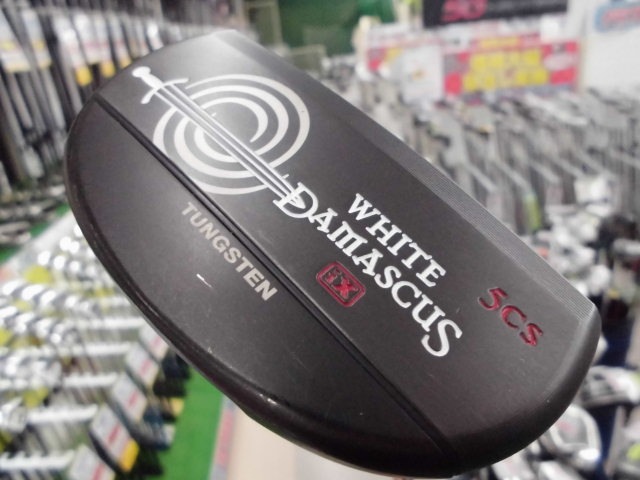 WHITE
DAMASCUS
iX
TUNGSTEN
5CS